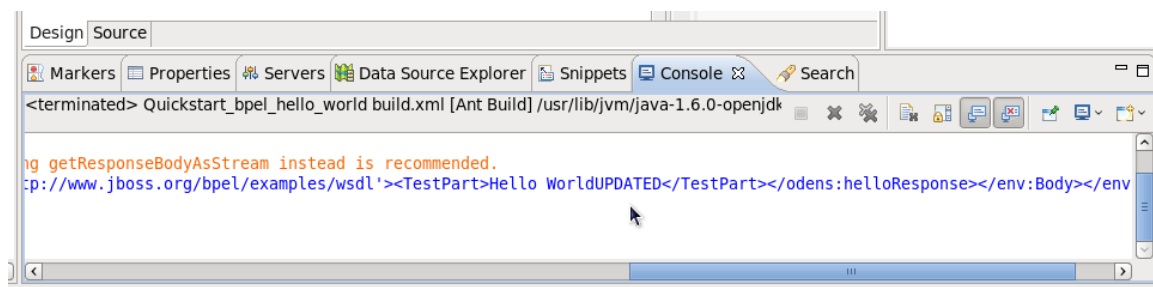 Design Source
Markers Properties Servers Data Source Explorer Snippets Console Search
<terminated> Quickstart_bpel_hello_world build.xml [Ant Build] /usr/lib/jvm/java-1.6.0-openjdk
ng getResponseBodyAsStream instead is recommended.
tp://www.jboss.org/bpel/examples/wsdl'><TestPart>Hello WorldUPDATED</TestPart></odens:helloResponse></env:Body></env